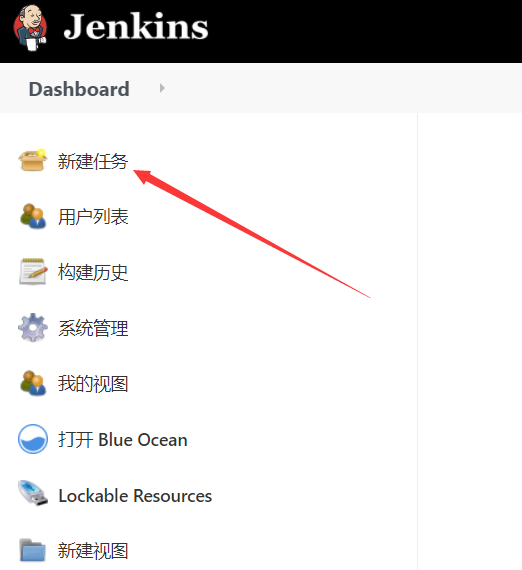 Jenkins
Dashboard
新建任务
用户列表
构建历史
系统管理
我的视图
打开 Blue Ocean
Lockable Resources
新建视图